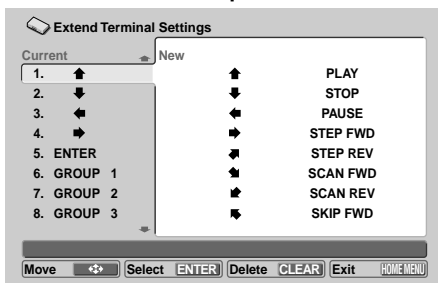 Extend Terminal Settings
Current New
1. ↑ ↑ PLAY
2. ↓ ↓ STOP
3. ← ← PAUSE
4. → → STEP FWD
5. ENTER ↗ STEP REV
6. GROUP 1 ↖ SCAN FWD
7. GROUP 2 ↙ SCAN REV
8. GROUP 3 ↘ SKIP FWD
Move Select ENTER Delete CLEAR Exit HOME MENU